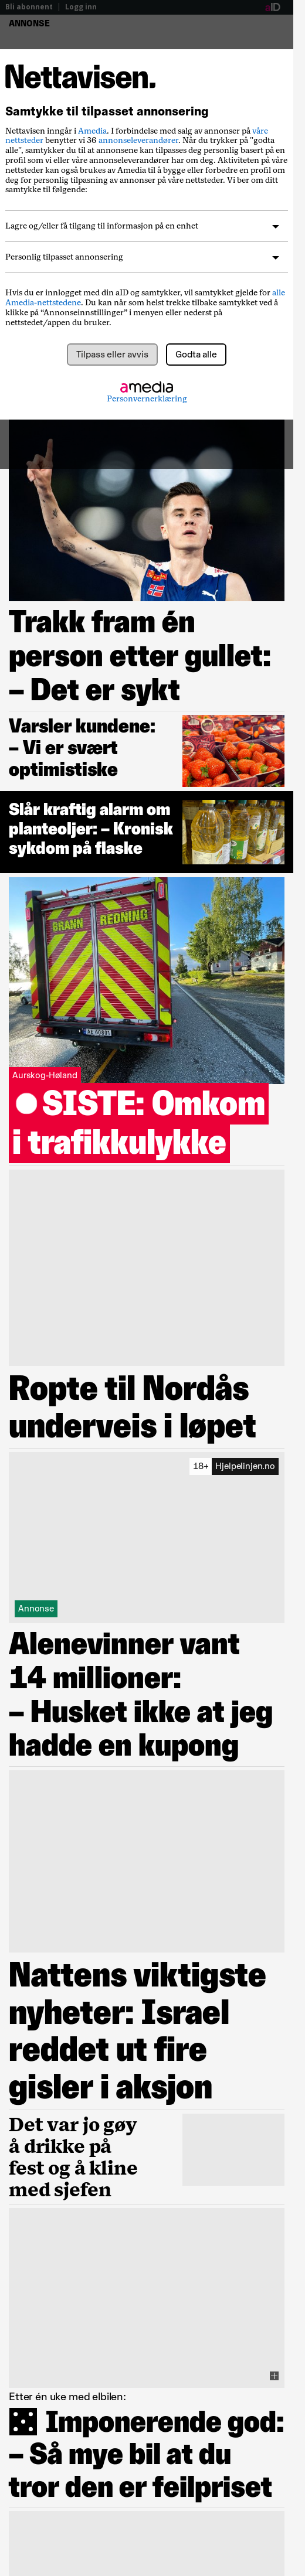 Bli abonnent | Logg inn
aID
ANNONSE
Nettavisen.
Samtykke til tilpasset annonsering
Nettavisen inngår i Amedia. I forbindelse med salg av annonser på våre
nettsteder benytter vi 36 annonseleverandører. Når du trykker på "godta
alle", samtykker du til at annonsene kan tilpasses deg personlig basert på en
profil som vi eller våre annonseleverandører har om deg. Aktiviteten på våre
nettsteder kan også brukes av Amedia til å bygge eller forbedre en profil om
deg for personlig tilpasning av annonser på våre nettsteder. Vi ber om ditt
samtykke til følgende:
Lagre og/eller få tilgang til informasjon på en enhet
Personlig tilpasset annonsering
Hvis du er innlogget med din aID og samtykker, vil samtykket gjelde for alle
Amedia-nettstedene. Du kan når som helst trekke tilbake samtykket ved å
klikke på “Annonseinnstillinger” i menyen eller nederst på
nettstedet/appen du bruker.
Tilpass eller avvis
Godta alle
amedia
Personvernerklæring
Trakk fram én
person etter gullet:
– Det er sykt
Varsler kundene:
– Vi er svært
optimistiske
Slår kraftig alarm om
planteoljer: – Kronisk
sykdom på flaske
BRANN REDNING
Aurskog-Høland
SISTE: Omkom
i trafikkulykke
Ropte til Nordås
underveis i løpet
18+ Hjelpelinjen.no
Annonse
Alenevinner vant
14 millioner:
– Husket ikke at jeg
hadde en kupong
Nattens viktigste
nyheter: Israel
reddet ut fire
gisler i aksjon
Det var jo gøy
å drikke på
fest og å kline
med sjefen
Etter én uke med elbilen:
Imponerende god:
– Så mye bil at du
tror den er feilpriset